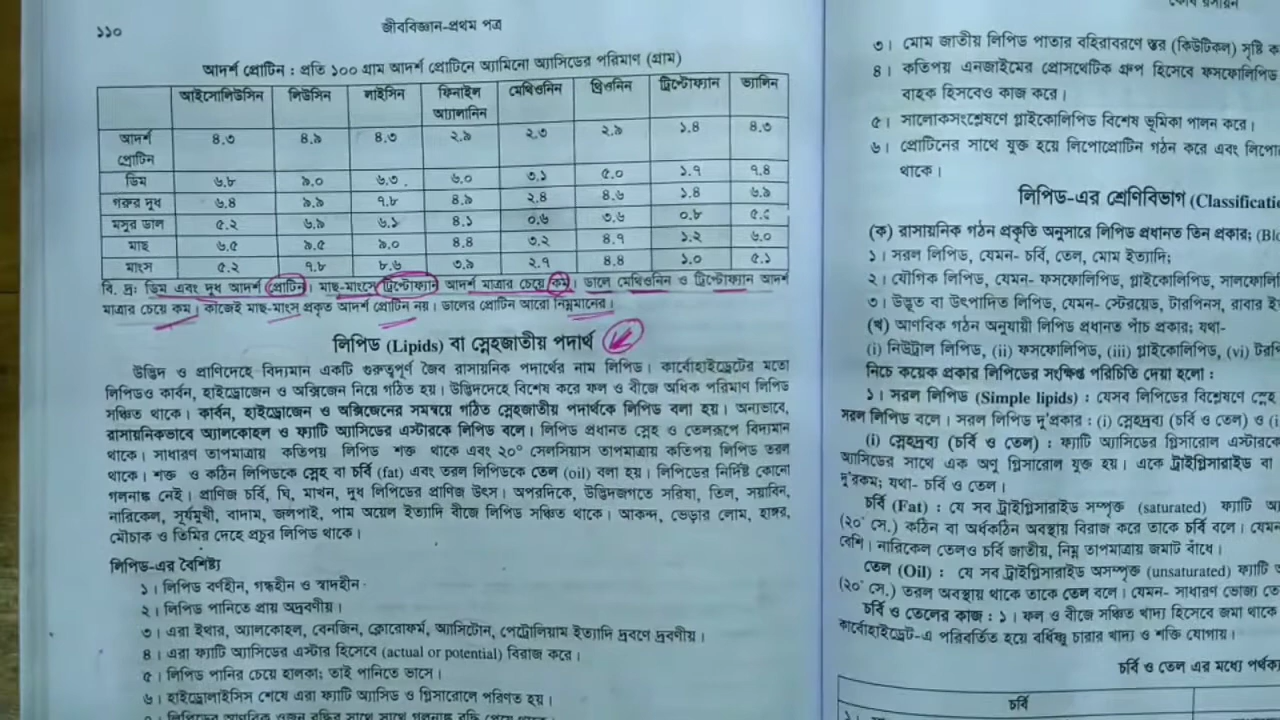 ১১০
জীববিজ্ঞান-প্রথম পত্র
আদর্শ প্রোটিন : প্রতি ১০০ গ্রাম আদর্শ প্রোটিনে অ্যামিনো অ্যাসিডের পরিমাণ (গ্রাম)
আইসোলিউসিন লিউসিন লাইসিন ফিনাইল অ্যালানিন মেথিওনিন থ্রিওনিন ট্রিপ্টোফ্যান ভ্যালিন
আদর্শ প্রোটিন ৪.৩ ৪.৯ ৪.৩ ২.৯ ২.৩ ২.৯ ১.৪ ৪.৩
ডিম ৬.৮ ৯.০ ৬.৩ ৬.০ ৩.১ ৫.০ ১.৭ ৭.৪
গরুর দুধ ৬.৪ ৯.৯ ৭.৮ ৪.৯ ২.৪ ৪.৬ ১.৪ ৬.৯
মসুর ডাল ৫.২ ৬.৯ ৬.১ ৪.১ ০.৬ ৩.৬ ০.৮
মাছ ৬.৫ ৯.৫ ৯.০ ৪.৪ ৩.২ ৪.৭ ১.২ ৬.০
মাংস ৫.২ ৭.৮ ৮.৬ ৩.৯ ২.৭ ৪.৪ ১.০ ৫.১
বি. দ্র: ডিম এবং দুধ আদর্শ প্রোটিন। মাছ-মাংসে ট্রিপ্টোফ্যান আদর্শ মাত্রার চেয়ে কম। ডালে মেথিওনিন ও ট্রিপ্টোফ্যান আদর্শ
মাত্রার চেয়ে কম। কাজেই মাছ-মাংস প্রকৃত আদর্শ প্রোটিন নয়। ডালের প্রোটিন আরো নিম্নমানের।
লিপিড (Lipids) বা স্নেহজাতীয় পদার্থ
উদ্ভিদ ও প্রাণিদেহে বিদ্যমান একটি গুরুত্বপূর্ণ জৈব রাসায়নিক পদার্থের নাম লিপিড। কার্বোহাইড্রেটের মতো
লিপিডও কার্বন, হাইড্রোজেন ও অক্সিজেন নিয়ে গঠিত হয়। উদ্ভিদদেহে বিশেষ করে ফল ও বীজে অধিক পরিমাণ লিপিড
সঞ্চিত থাকে। কার্বন, হাইড্রোজেন ও অক্সিজেনের সমন্বয়ে গঠিত স্নেহজাতীয় পদার্থকে লিপিড বলা হয়। অন্যভাবে,
রাসায়নিকভাবে অ্যালকোহল ও ফ্যাটি অ্যাসিডের এস্টারকে লিপিড বলে। লিপিড প্রধানত স্নেহ ও তেলরূপে বিদ্যমান
থাকে। সাধারণ তাপমাত্রায় কতিপয় লিপিড শক্ত থাকে এবং ২০° সেলসিয়াস তাপমাত্রায় কতিপয় লিপিড তরল
থাকে। শক্ত ও কঠিন লিপিডকে স্নেহ বা চর্বি (fat) এবং তরল লিপিডকে তেল (oil) বলা হয়। লিপিডের নির্দিষ্ট কোনো
গলনাঙ্ক নেই। প্রাণিজ চর্বি, ঘি, মাখন, দুধ লিপিডের প্রাণিজ উৎস। অপরদিকে, উদ্ভিদজগতে সরিষা, তিল, সয়াবিন,
নারিকেল, সূর্যমুখী, বাদাম, জলপাই, পাম অয়েল ইত্যাদি বীজে লিপিড সঞ্চিত থাকে। আকন্দ, ভেড়ার লোম, হাঙ্গর,
মৌচাক ও তিমির দেহে প্রচুর লিপিড থাকে।
লিপিড-এর বৈশিষ্ট্য
১। লিপিড বর্ণহীন, গন্ধহীন ও স্বাদহীন
২। লিপিড পানিতে প্রায় অদ্রবণীয়।
৩। এরা ইথার, অ্যালকোহল, বেনজিন, ক্লোরোফর্ম, অ্যাসিটোন, পেট্রোলিয়াম ইত্যাদি দ্রবণে দ্রবণীয়।
৪। এরা ফ্যাটি অ্যাসিডের এস্টার হিসেবে (actual or potential) বিরাজ করে।
৫। লিপিড পানির চেয়ে হালকা; তাই পানিতে ভাসে।
৬। হাইড্রোলাইসিস শেষে এরা ফ্যাটি অ্যাসিড ও গ্লিসারোলে পরিণত হয়।
৩। মোম জাতীয় লিপিড পাতার বহিরাবরণে স্তর (কিউটিকল) সৃষ্টি
৪। কতিপয় এনজাইমের প্রোসথেটিক গ্রুপ হিসেবে ফসফোলিপিড
বাহক হিসেবেও কাজ করে।
৫। সালোকসংশ্লেষণে গ্লাইকোলিপিড বিশেষ ভূমিকা পালন করে।
৬। প্রোটিনের সাথে যুক্ত হয়ে লিপোপ্রোটিন গঠন করে এবং
থাকে।
লিপিড-এর শ্রেণিবিভাগ
(ক) রাসায়নিক গঠন প্রকৃতি অনুসারে লিপিড প্রধানত তিন প্রকার;
১। সরল লিপিড, যেমন- চর্বি, তেল, মোম ইত্যাদি;
২। যৌগিক লিপিড, যেমন- ফসফোলিপিড, গ্লাইকোলিপিড,
৩। উদ্ভূত বা উৎপাদিত লিপিড, যেমন- স্টেরয়েড, টারপিনস, রাবার
(খ) আণবিক গঠন অনুযায়ী লিপিড প্রধানত পাঁচ প্রকার; যথা-
(i) নিউট্রাল লিপিড, (ii) ফসফোলিপিড, (iii) গ্লাইকোলিপিড, (vi)
নিচে কয়েক প্রকার লিপিডের সংক্ষিপ্ত পরিচিতি দেয়া হলো :
১। সরল লিপিড (Simple lipids) : যেসব লিপিডের বিশ্লেষণে স্নেহ
সরল লিপিড বলে। সরল লিপিড দু'প্রকার : (i) স্নেহদ্রব্য (চর্বি ও তেল) ও
(i) স্নেহদ্রব্য (চর্বি ও তেল) : ফ্যাটি অ্যাসিডের গ্লিসারোল
অ্যাসিডের সাথে এক অণু গ্লিসারোল যুক্ত হয়। একে ট্রাইগ্লিসারাইড বা
দু'রকম; যথা- চর্বি ও তেল।
চর্বি (Fat) : যে সব ট্রাইগ্লিসারাইড সম্পৃক্ত (saturated) ফ্যাটি
(২০° সে.) কঠিন বা অর্ধকঠিন অবস্থায় বিরাজ করে তাকে চর্বি বলে।
বেশি। নারিকেল তেলও চর্বি জাতীয়, নিম্ন তাপমাত্রায় জমাট বাঁধে।
তেল (Oil) : যে সব ট্রাইগ্লিসারাইড অসম্পৃক্ত (unsaturated)
(২০° সে.) তরল অবস্থায় থাকে তাকে তেল বলে। যেমন- সাধারণ ভোজ্য
চর্বি ও তেলের কাজ : ১। ফল ও বীজে সঞ্চিত খাদ্য হিসেবে জমা থাকে
কার্বোহাইড্রেট-এ পরিবর্তিত হয়ে বর্ধিষ্ণু চারার খাদ্য ও শক্তি যোগায়।
চর্বি ও তেল এর মধ্যে
চর্বি